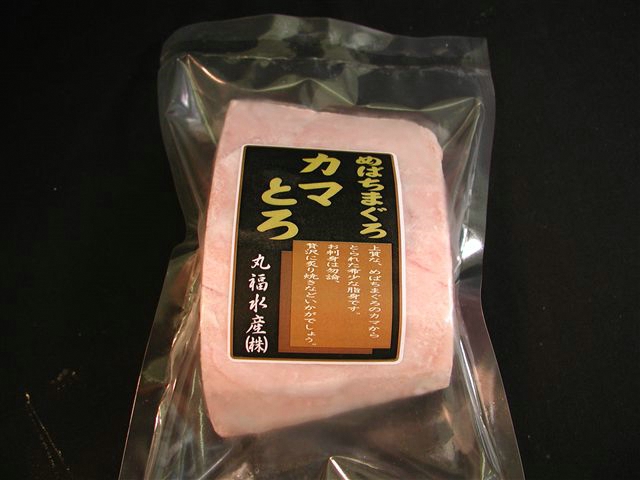 めばちまぐろ
カマ
とろ
上質な、めばちまぐろのカマから
とられた希少な脂身です。
お刺身は勿論、
贅沢に炙り焼きなどいかがでしょう。
丸福水産㈱